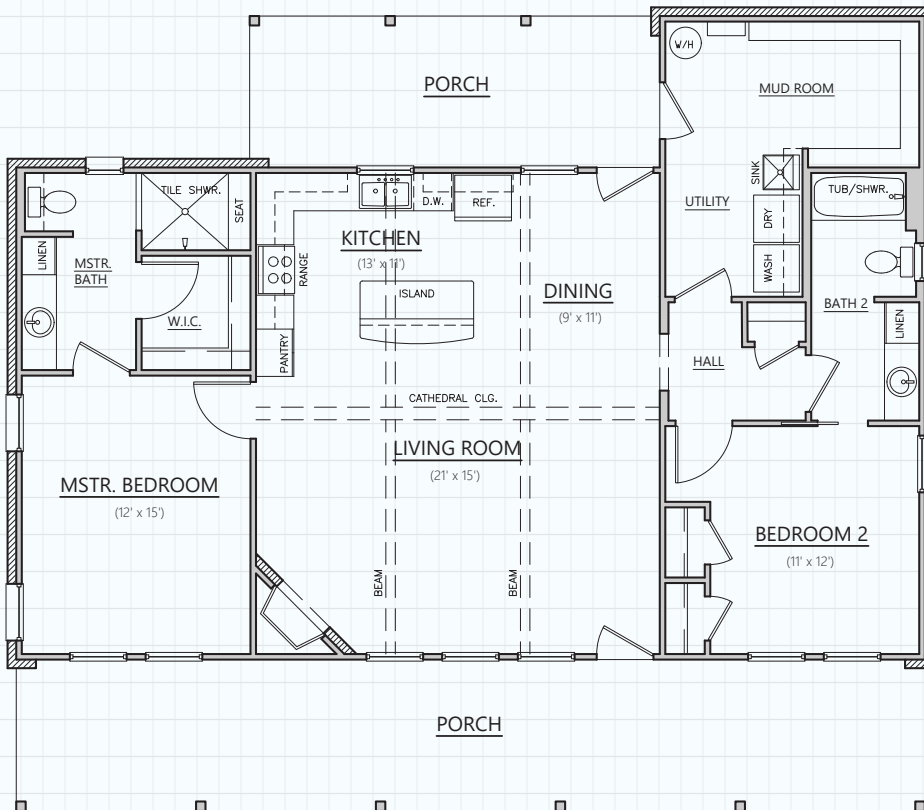 PORCH
W/H
MUD ROOM
TILE SHWR.
SEAT
LINEN
MSTR.
BATH
W.I.C.
D.W.
REF.
KITCHEN
(13' x 11')
RANGE
ISLAND
PANTRY
DINING
(9' x 11')
UTILITY
SINK
DRY
WASH
TUB/SHWR.
BATH 2
LINEN
HALL
CATHEDRAL CLG.
LIVING ROOM
(21' x 15')
MSTR. BEDROOM
(12' x 15')
BEAM
BEAM
BEDROOM 2
(11' x 12')
PORCH